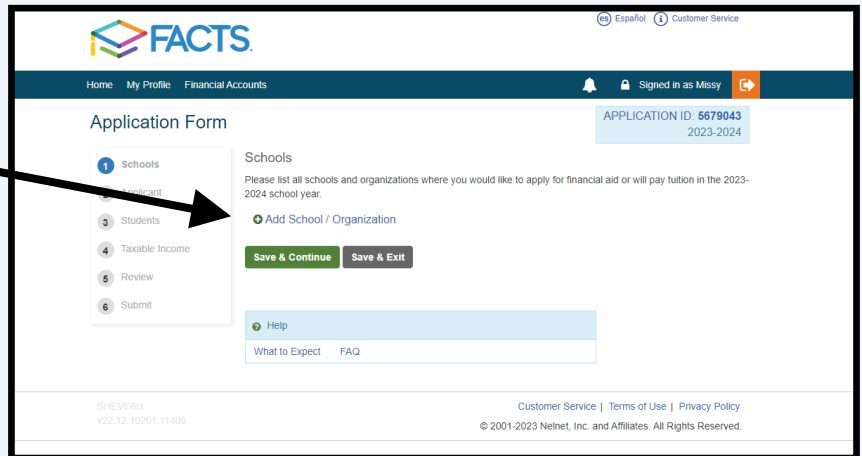 FACTS.
es Español i Customer Service
Home My Profile Financial Accounts
Signed in as Missy
Application Form
APPLICATION ID: 5679043
2023-2024
1 Schools
2 Applicant
3 Students
4 Taxable Income
5 Review
6 Submit
Schools
Please list all schools and organizations where you would like to apply for financial aid or will pay tuition in the 2023-
2024 school year.
Add School / Organization
Save & Continue Save & Exit
Help
What to Expect FAQ
SHEVE6H
v22.12.10201.11405
Customer Service | Terms of Use | Privacy Policy
© 2001-2023 Nelnet, Inc. and Affiliates. All Rights Reserved.